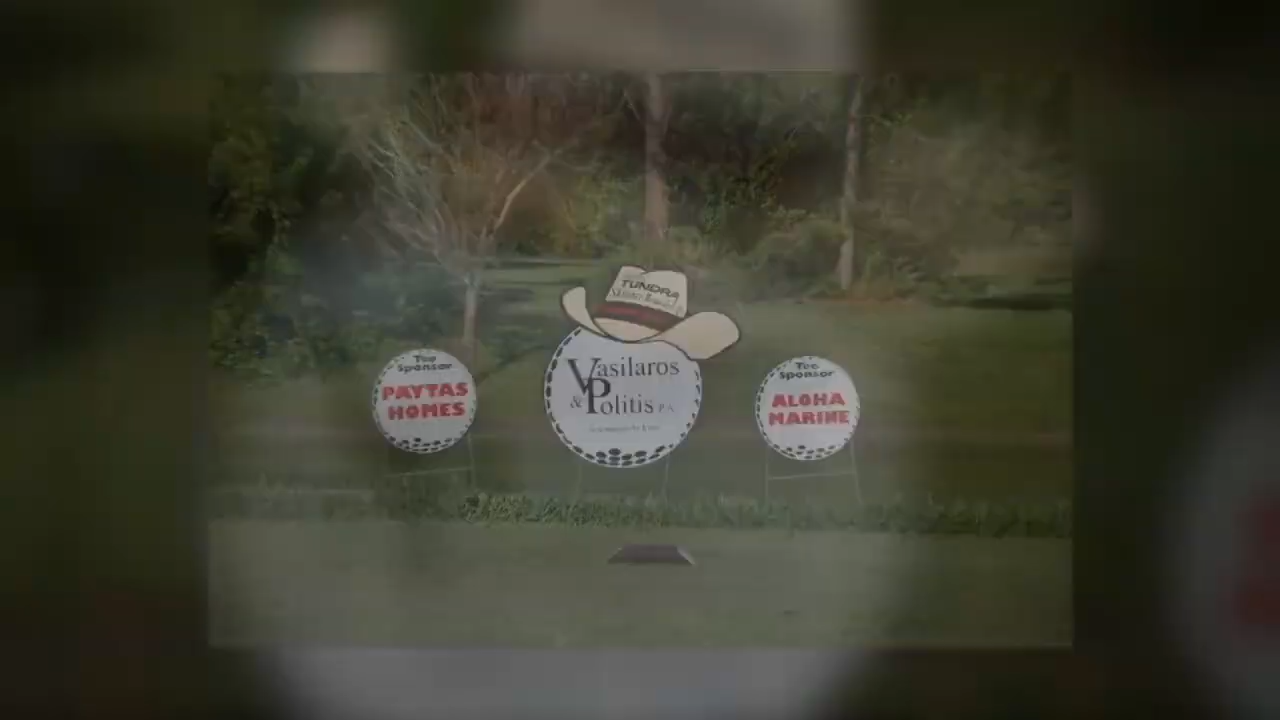 TUNDRA
Tee
Sponsor
PAYTAS
HOMES
Vasilaros
& Politis P.A.
Tee
Sponsor
ALOHA
MARINE